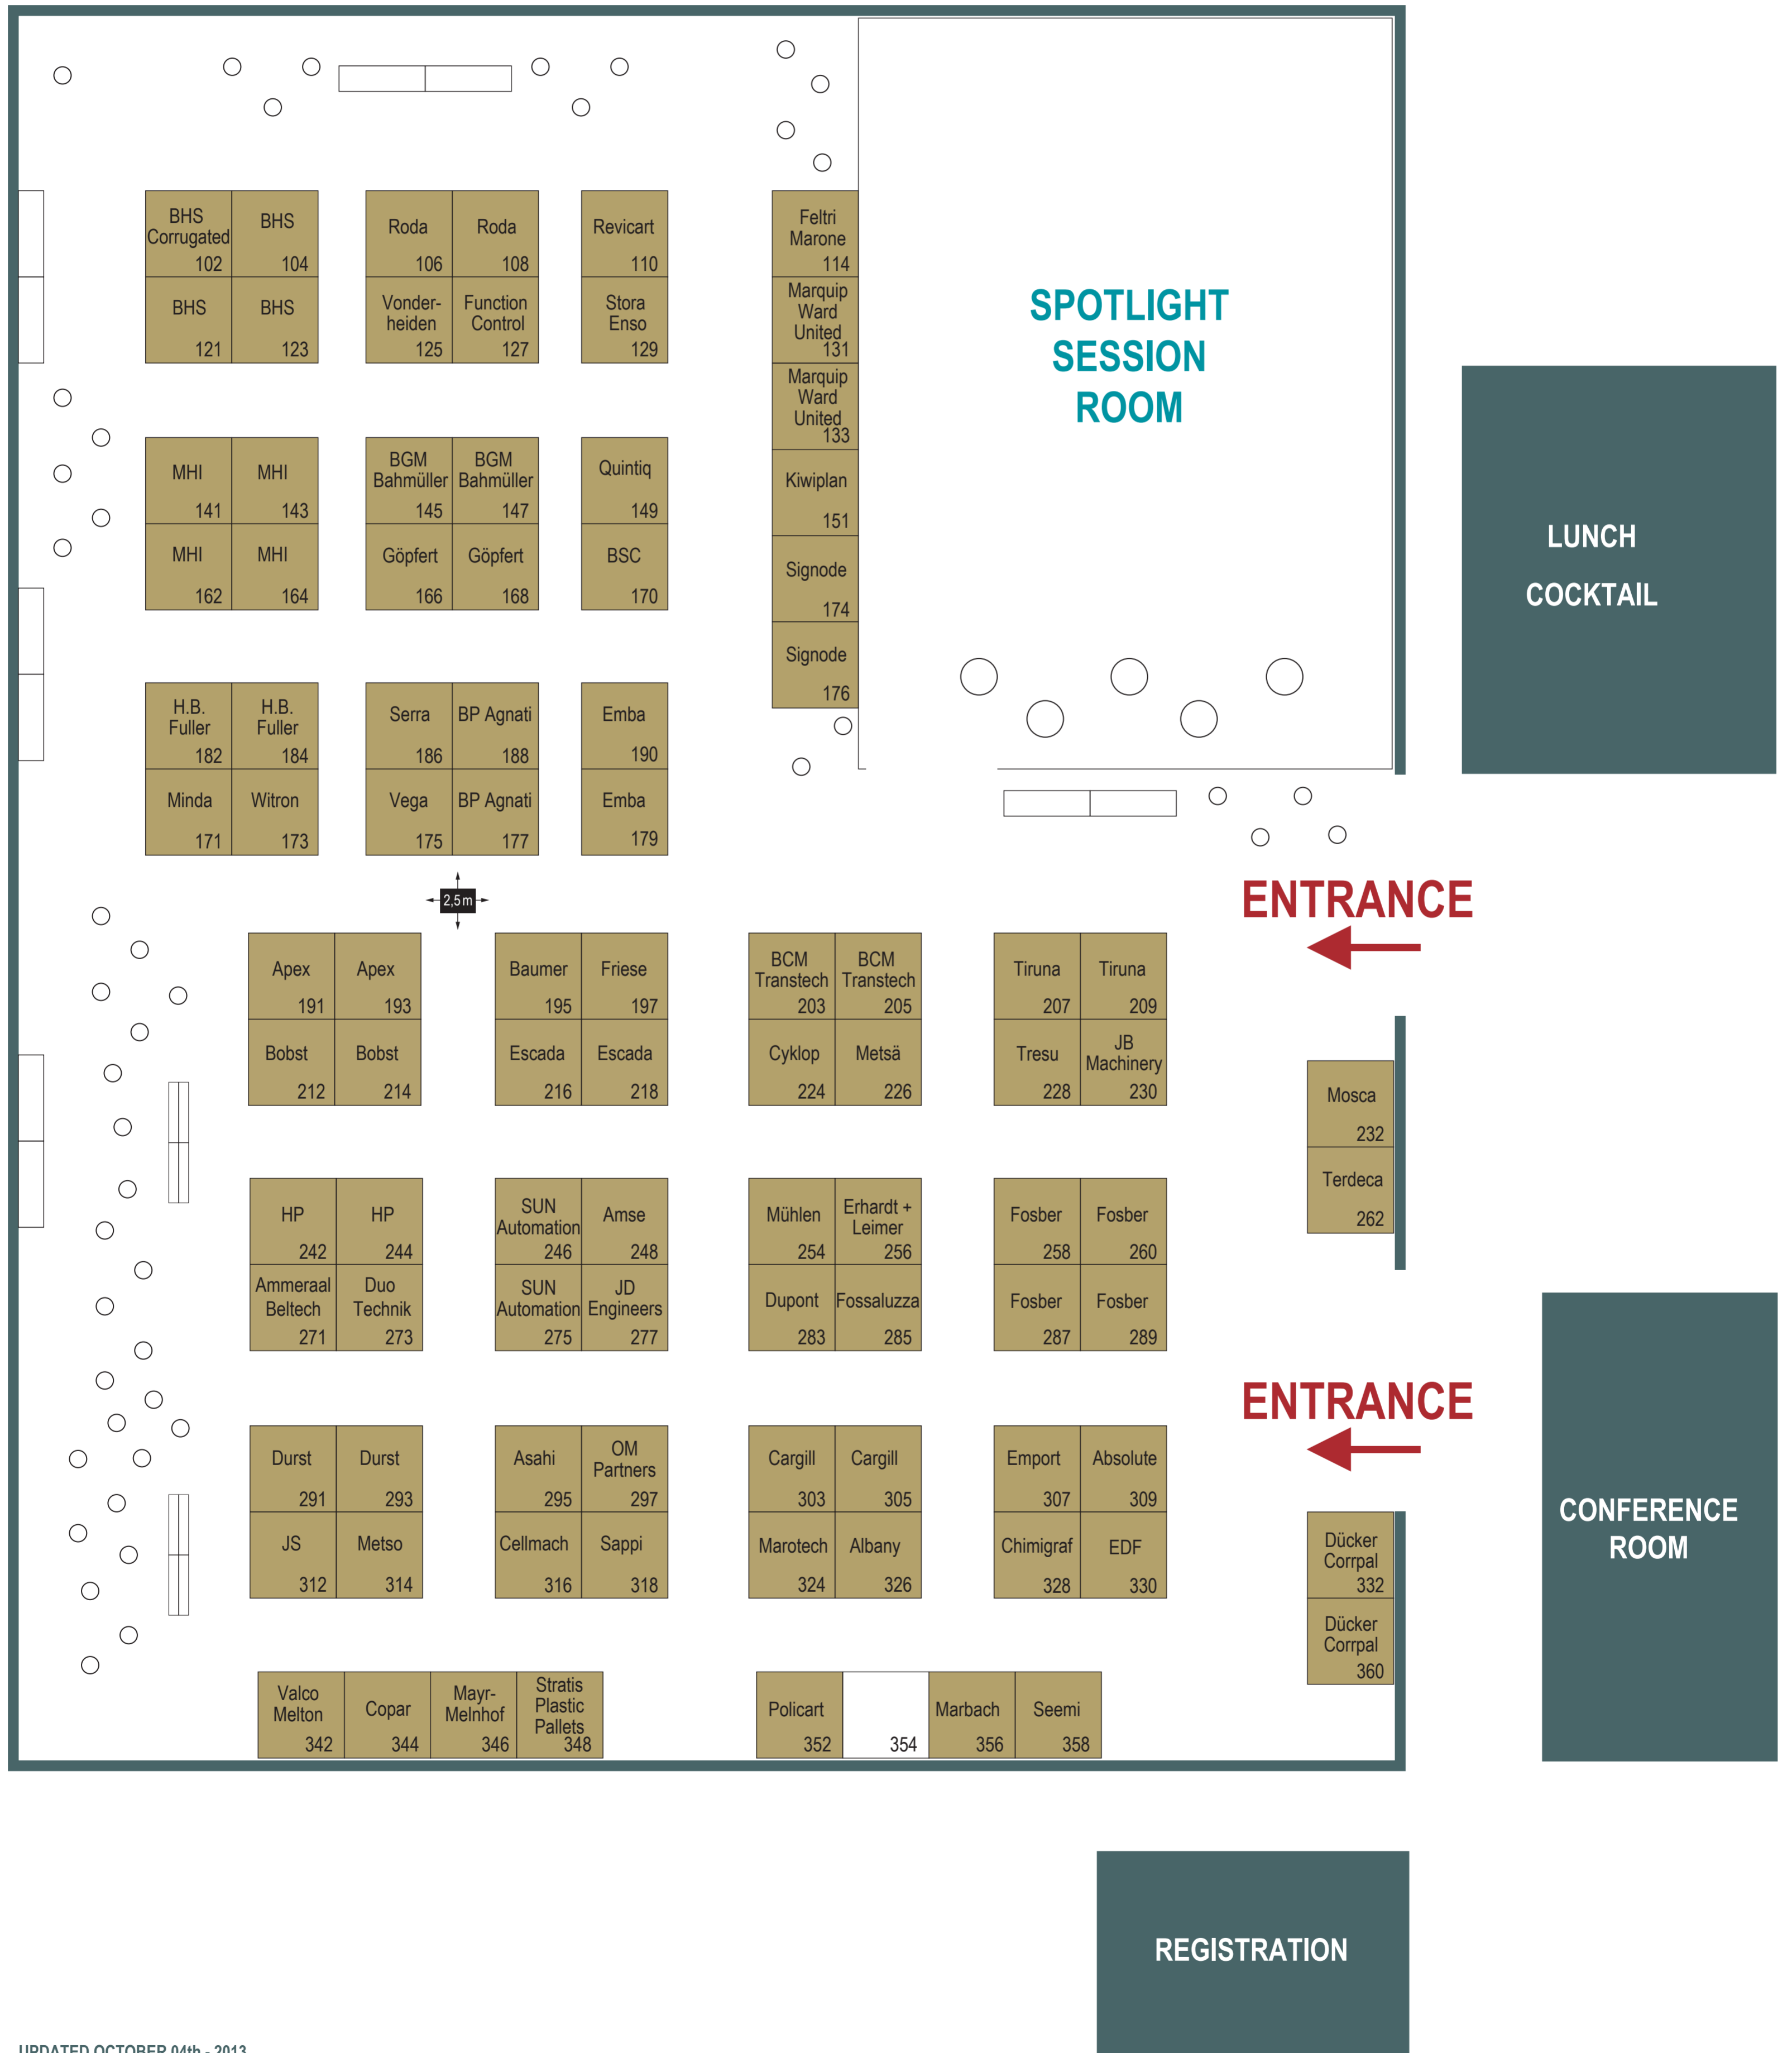 BHS
Corrugated
102
BHS
104
Roda
106
Roda
108
Revicart
110
Feltri
Marone
114
BHS
121
BHS
123
Vonder-
heiden
125
Function
Control
127
Stora
Enso
129
Marquip
Ward
United
131
SPOTLIGHT
SESSION
ROOM
Marquip
Ward
United
133
MHI
141
MHI
143
BGM
Bahmüller
145
BGM
Bahmüller
147
Quintiq
149
Kiwiplan
151
MHI
162
MHI
164
Göpfert
166
Göpfert
168
BSC
170
Signode
174
Signode
176
LUNCH
COCKTAIL
H.B.
Fuller
182
H.B.
Fuller
184
Serra
186
BP Agnati
188
Emba
190
Minda
171
Witron
173
Vega
175
BP Agnati
177
Emba
179
2,5 m
ENTRANCE
Apex
191
Apex
193
Baumer
195
Friese
197
BCM
Transtech
203
BCM
Transtech
205
Tiruna
207
Tiruna
209
Bobst
212
Bobst
214
Escada
216
Escada
218
Cyklop
224
Metsä
226
Tresu
228
JB
Machinery
230
Mosca
232
Terdeca
262
HP
242
HP
244
SUN
Automation
246
Amse
248
Mühlen
254
Erhardt +
Leimer
256
Fosber
258
Fosber
260
Ammeraal
Beltech
271
Duo
Technik
273
SUN
Automation
275
JD
Engineers
277
Dupont
283
Fossaluzza
285
Fosber
287
Fosber
289
ENTRANCE
Durst
291
Durst
293
Asahi
295
OM
Partners
297
Cargill
303
Cargill
305
Emport
307
Absolute
309
JS
312
Metso
314
Cellmach
316
Sappi
318
Marotech
324
Albany
326
Chimigraf
328
EDF
330
Dücker
Corrpal
332
Dücker
Corrpal
360
CONFERENCE
ROOM
Valco
Melton
342
Copar
344
Mayr-
Melnhof
346
Stratis
Plastic
Pallets
348
Policart
352
354
Marbach
356
Seemi
358
REGISTRATION
UPDATED OCTOBER 04th - 2013